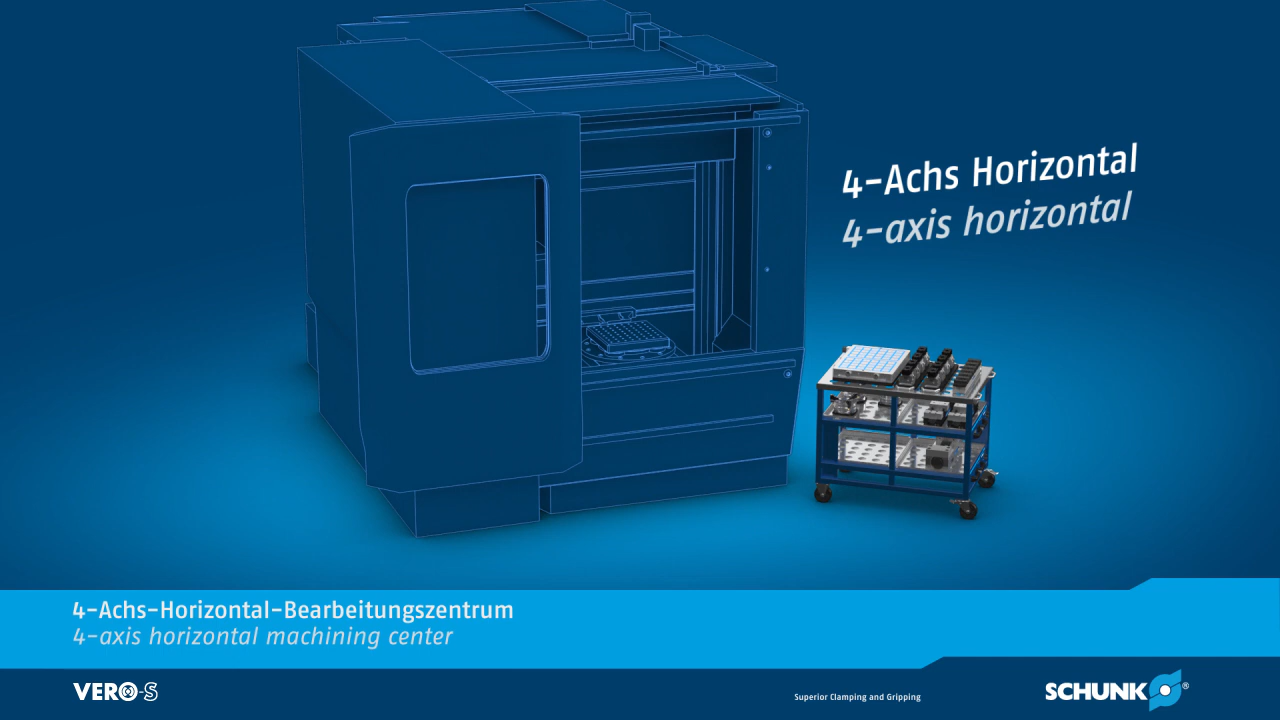 4-Achs Horizontal
4-axis horizontal
4-Achs-Horizontal-Bearbeitungszentrum
4-axis horizontal machining center
VERO-S
Superior Clamping and Gripping
SCHUNK®